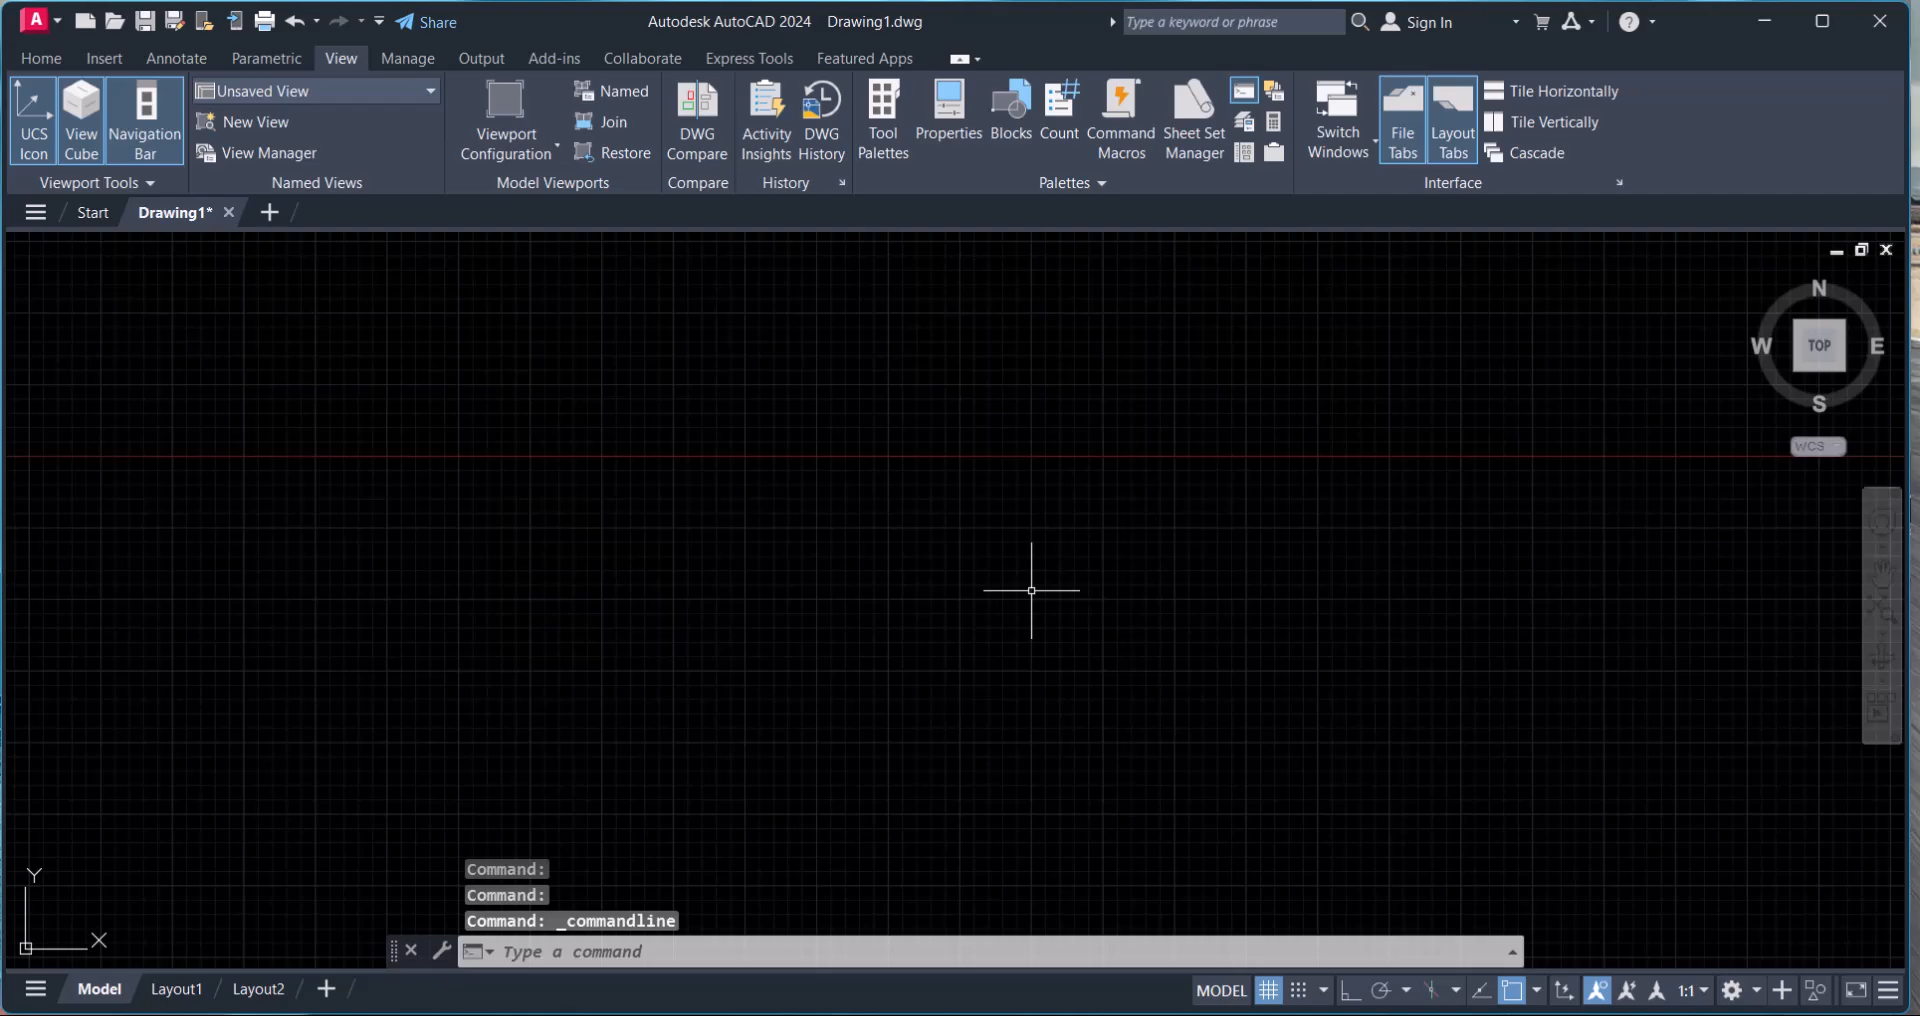 A Share Autodesk AutoCAD 2024 Drawing1.dwg Type a keyword or phrase Sign In ?
Home Insert Annotate Parametric View Manage Output Add-ins Collaborate Express Tools Featured Apps
UCS Icon
View Cube
Navigation Bar
Viewport Tools
Unsaved View
New View
View Manager
Named Views
Viewport Configuration
Named
Join
Restore
Model Viewports
DWG Compare
Compare
Activity Insights
DWG History
History
Tool Palettes
Properties
Blocks
Count
Command Macros
Sheet Set Manager
Palettes
Switch Windows
File Tabs
Layout Tabs
Tile Horizontally
Tile Vertically
Cascade
Interface
Start Drawing1*
N
W TOP E
S
WCS
Y
X
Command:
Command:
Command: _commandline
Type a command
Model Layout1 Layout2 MODEL 1:1